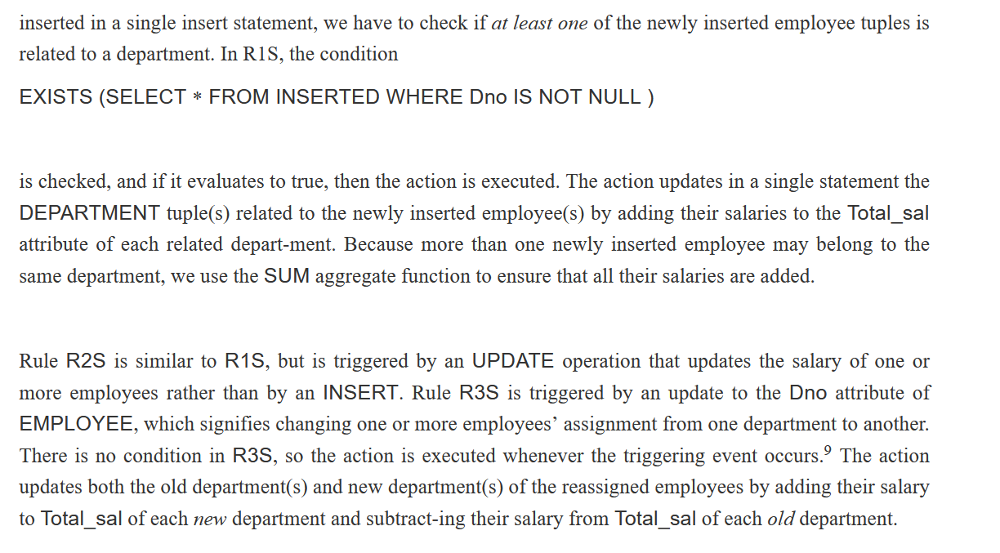 inserted in a single insert statement, we have to check if at least one of the newly inserted employee tuples is
related to a department. In R1S, the condition
EXISTS (SELECT * FROM INSERTED WHERE Dno IS NOT NULL )
is checked, and if it evaluates to true, then the action is executed. The action updates in a single statement the
DEPARTMENT tuple(s) related to the newly inserted employee(s) by adding their salaries to the Total_sal
attribute of each related depart-ment. Because more than one newly inserted employee may belong to the
same department, we use the SUM aggregate function to ensure that all their salaries are added.
Rule R2S is similar to R1S, but is triggered by an UPDATE operation that updates the salary of one or
more employees rather than by an INSERT. Rule R3S is triggered by an update to the Dno attribute of
EMPLOYEE, which signifies changing one or more employees’ assignment from one department to another.
There is no condition in R3S, so the action is executed whenever the triggering event occurs.⁹ The action
updates both the old department(s) and new department(s) of the reassigned employees by adding their salary
to Total_sal of each new department and subtract-ing their salary from Total_sal of each old department.